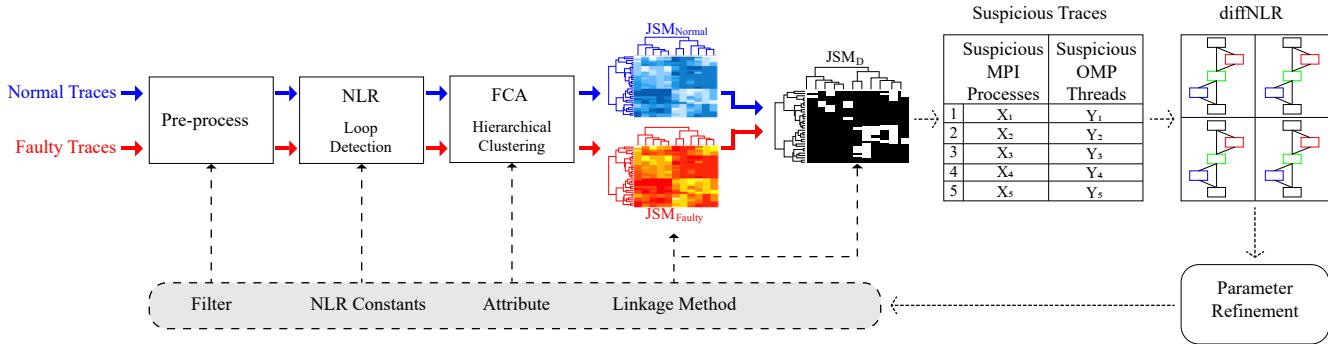 Suspicious Traces
diffNLR
JSMNormal
JSMD
Suspicious MPI Processes
Suspicious OMP Threads
Normal Traces
Faulty Traces
Pre-process
NLR
Loop
Detection
FCA
Hierarchical
Clustering
1 X₁ Y₁
2 X₂ Y₂
3 X₃ Y₃
4 X₄ Y₄
5 X₅ Y₅
JSMFaulty
Filter
NLR Constants
Attribute
Linkage Method
Parameter
Refinement